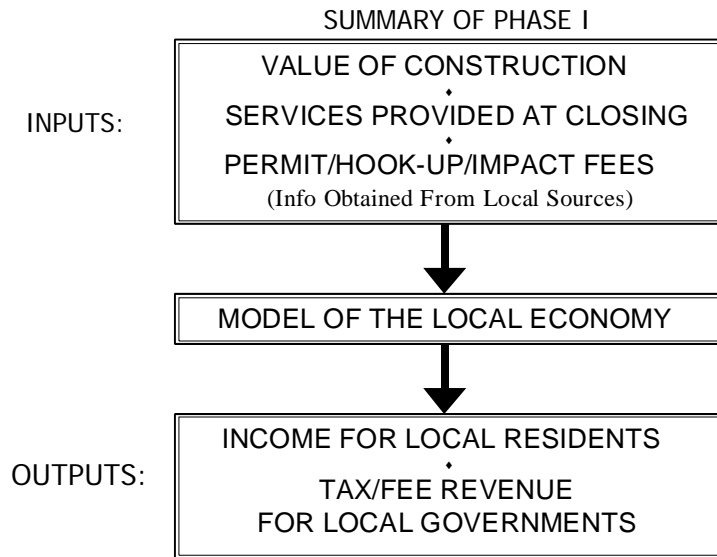 SUMMARY OF PHASE I
INPUTS:
VALUE OF CONSTRUCTION
SERVICES PROVIDED AT CLOSING
PERMIT/HOOK-UP/IMPACT FEES
(Info Obtained From Local Sources)
MODEL OF THE LOCAL ECONOMY
OUTPUTS:
INCOME FOR LOCAL RESIDENTS
TAX/FEE REVENUE
FOR LOCAL GOVERNMENTS